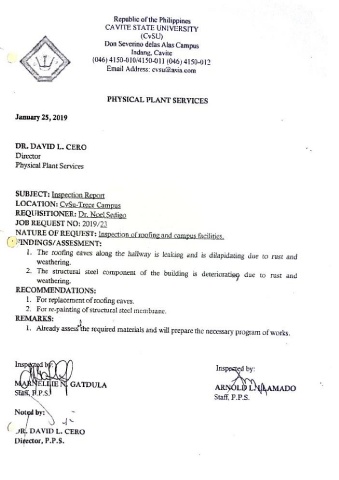 Republic of the Philippines
CAVITE STATE UNIVERSITY
(CvSU)
Don Severino delas Alas Campus
Indang, Cavite
(046) 4150-010/4150-011 (046) 4150-012
Email Address: cvsu@asia.com
PHYSICAL PLANT SERVICES
January 25, 2019
DR. DAVID L. CERO
Director
Physical Plant Services
SUBJECT: Inspection Report
LOCATION: CvSu-Trece Campus
REQUISITIONER: Dr. Noel Sedigo
JOB REQUEST NO: 2019/22
NATURE OF REQUEST: Inspection of roofing and campus facilities.
FINDINGS/ASSESMENT:
1. The roofing eaves along the hallway is leaking and is dilapidating due to rust and
weathering.
2. The structural steel component of the building is deteriorating due to rust and
weathering.
RECOMMENDATIONS:
1. For replacement of roofing eaves.
2. For re-painting of structural steel membrane.
REMARKS:
1. Already assess the required materials and will prepare the necessary program of works.
Inspected by:
MARNELLIE N. GATDULA
Staff, P.P.S.
Inspected by:
ARNOLD L. LLAMADO
Staff, P.P.S.
Noted by:
DR. DAVID L. CERO
Director, P.P.S.